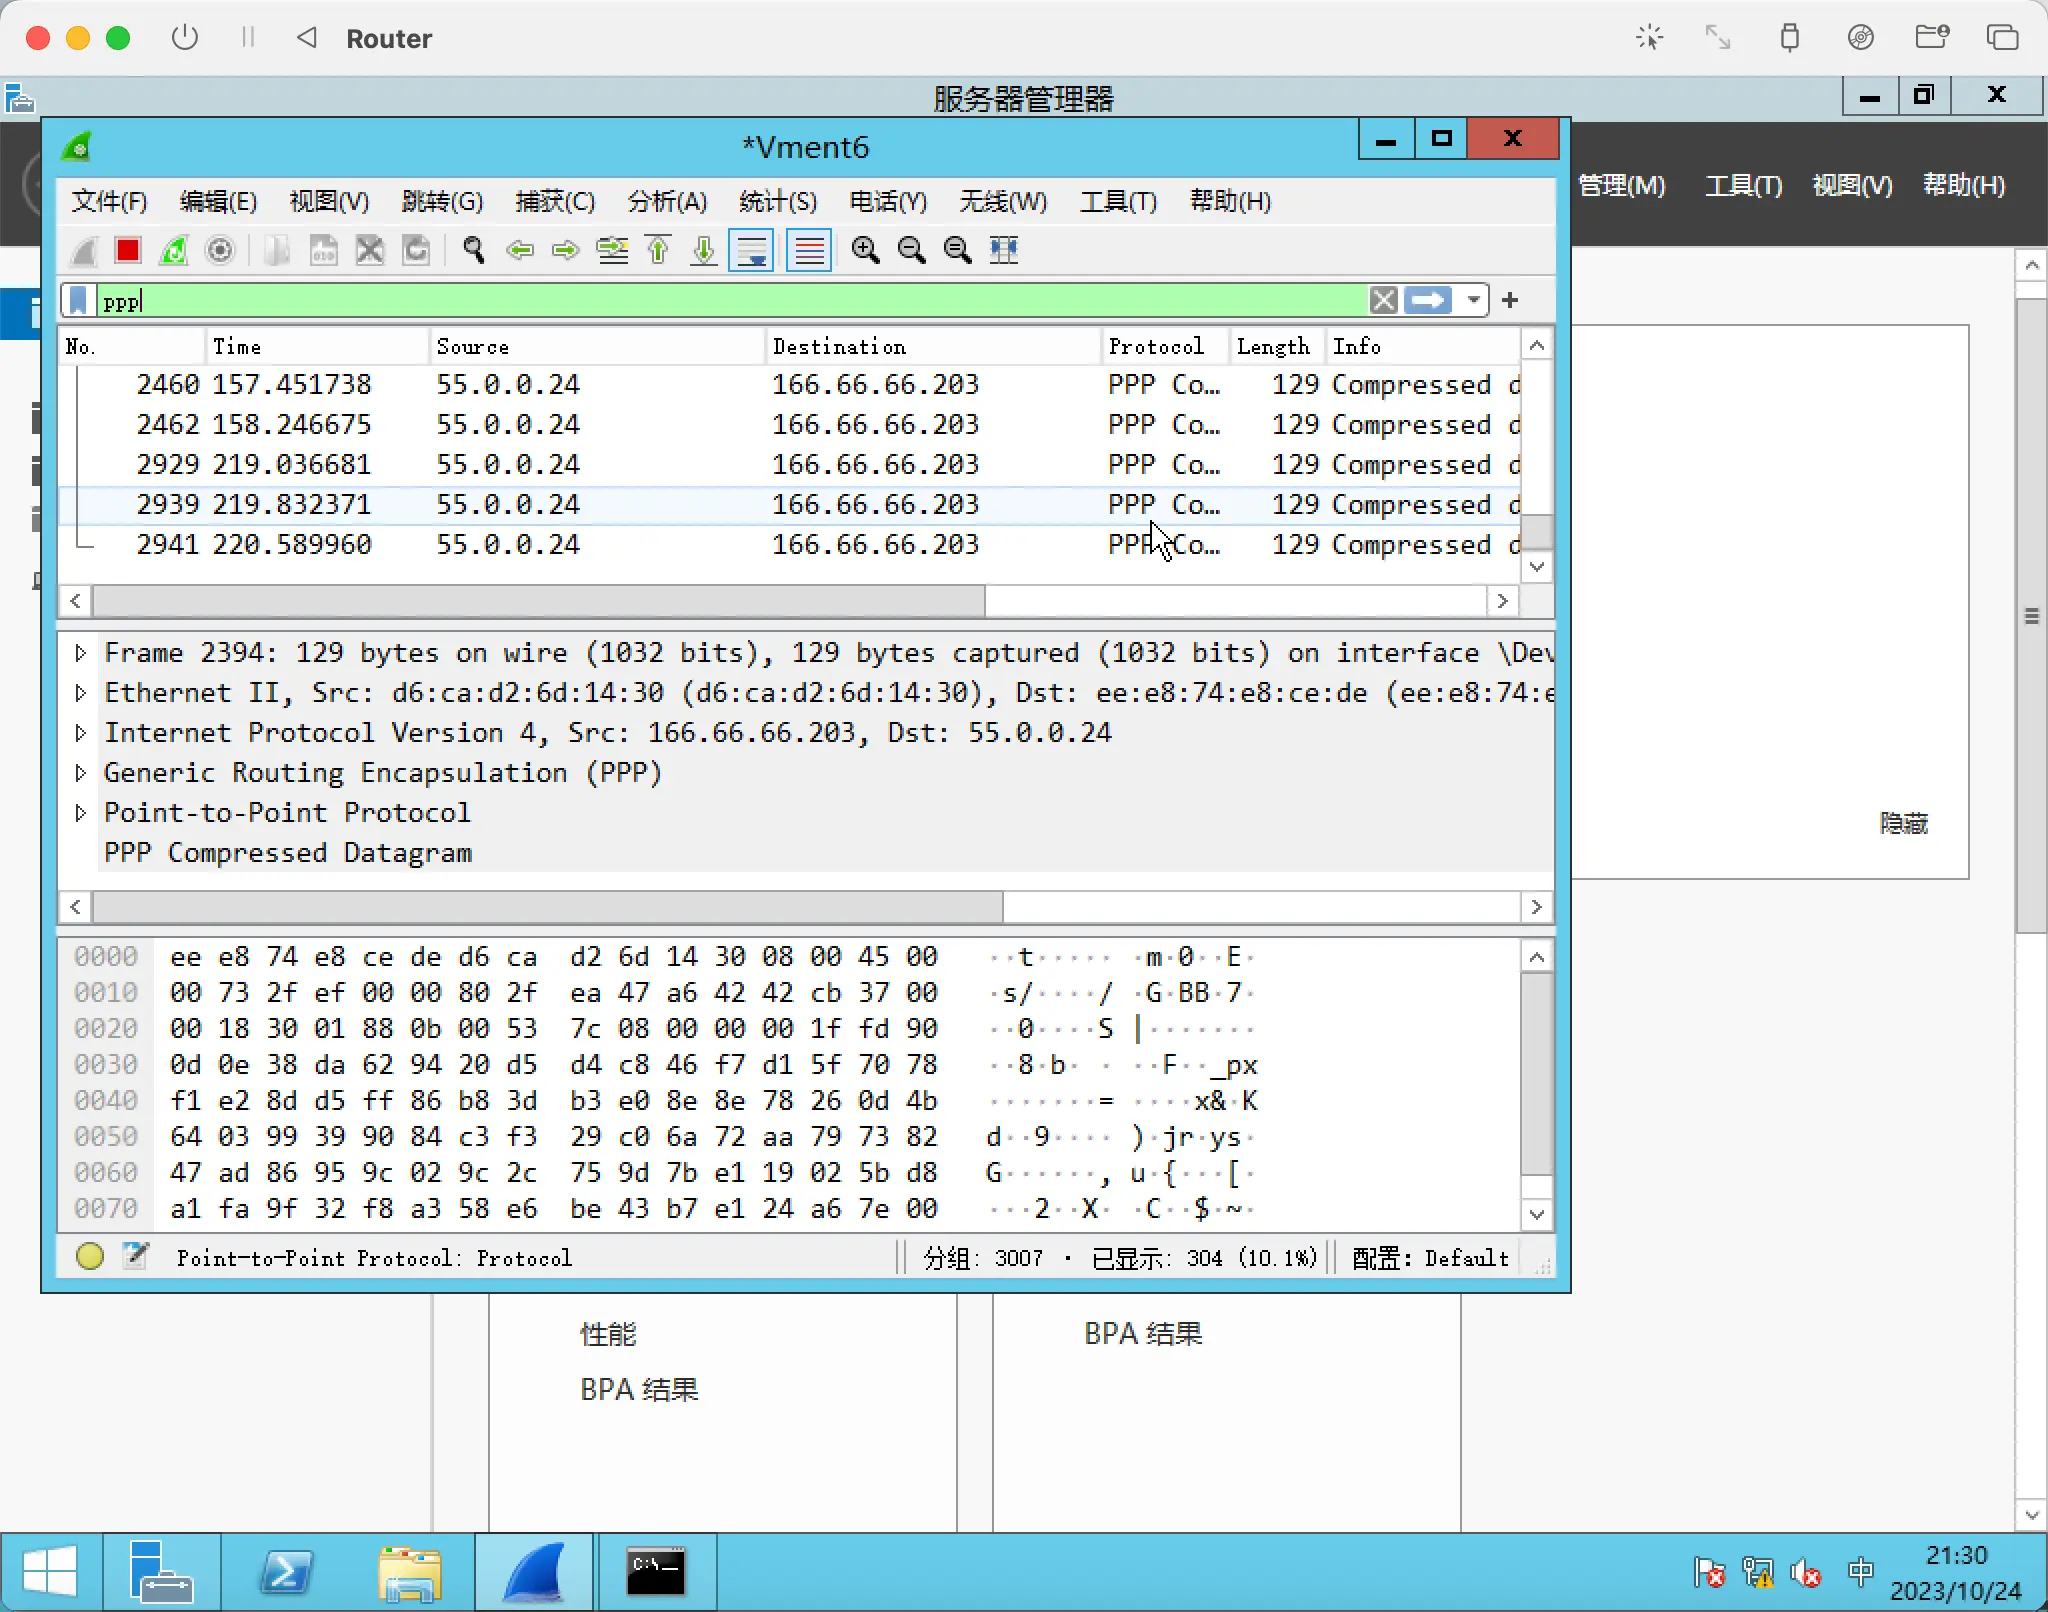 Router
服务器管理器
*Vment6
管理(M) 工具(T) 视图(V) 帮助(H)
文件(F) 编辑(E) 视图(V) 跳转(G) 捕获(C) 分析(A) 统计(S) 电话(Y) 无线(W) 工具(T) 帮助(H)
ppp
No. Time Source Destination Protocol Length Info
2460 157.451738 55.0.0.24 166.66.66.203 PPP Co… 129 Compressed d
2462 158.246675 55.0.0.24 166.66.66.203 PPP Co… 129 Compressed d
2929 219.036681 55.0.0.24 166.66.66.203 PPP Co… 129 Compressed d
2939 219.832371 55.0.0.24 166.66.66.203 PPP Co… 129 Compressed d
2941 220.589960 55.0.0.24 166.66.66.203 PPP Co… 129 Compressed d
Frame 2394: 129 bytes on wire (1032 bits), 129 bytes captured (1032 bits) on interface \Dev
Ethernet II, Src: d6:ca:d2:6d:14:30 (d6:ca:d2:6d:14:30), Dst: ee:e8:74:e8:ce:de (ee:e8:74:e
Internet Protocol Version 4, Src: 166.66.66.203, Dst: 55.0.0.24
Generic Routing Encapsulation (PPP)
Point-to-Point Protocol
PPP Compressed Datagram
隐藏
0000 ee e8 74 e8 ce de d6 ca d2 6d 14 30 08 00 45 00 ··t····· ·m·0··E·
0010 00 73 2f ef 00 00 80 2f ea 47 a6 42 42 cb 37 00 ·s/····/ ·G·BB·7·
0020 00 18 30 01 88 0b 00 53 7c 08 00 00 00 1f fd 90 ··0····S |·······
0030 0d 0e 38 da 62 94 20 d5 d4 c8 46 f7 d1 5f 70 78 ··8·b· · ··F··_px
0040 f1 e2 8d d5 ff 86 b8 3d b3 e0 8e 8e 78 26 0d 4b ·······= ····x&·K
0050 64 03 99 39 90 84 c3 f3 29 c0 6a 72 aa 79 73 82 d··9···· )·jr·ys·
0060 47 ad 86 95 9c 02 9c 2c 75 9d 7b e1 19 02 5b d8 G······, u·{···[·
0070 a1 fa 9f 32 f8 a3 58 e6 be 43 b7 e1 24 a6 7e 00 ···2··X· ·C··$·~·
Point-to-Point Protocol: Protocol 分组: 3007 · 已显示: 304 (10.1%) 配置: Default
性能
BPA 结果
BPA 结果
C:\
中
21:30
2023/10/24